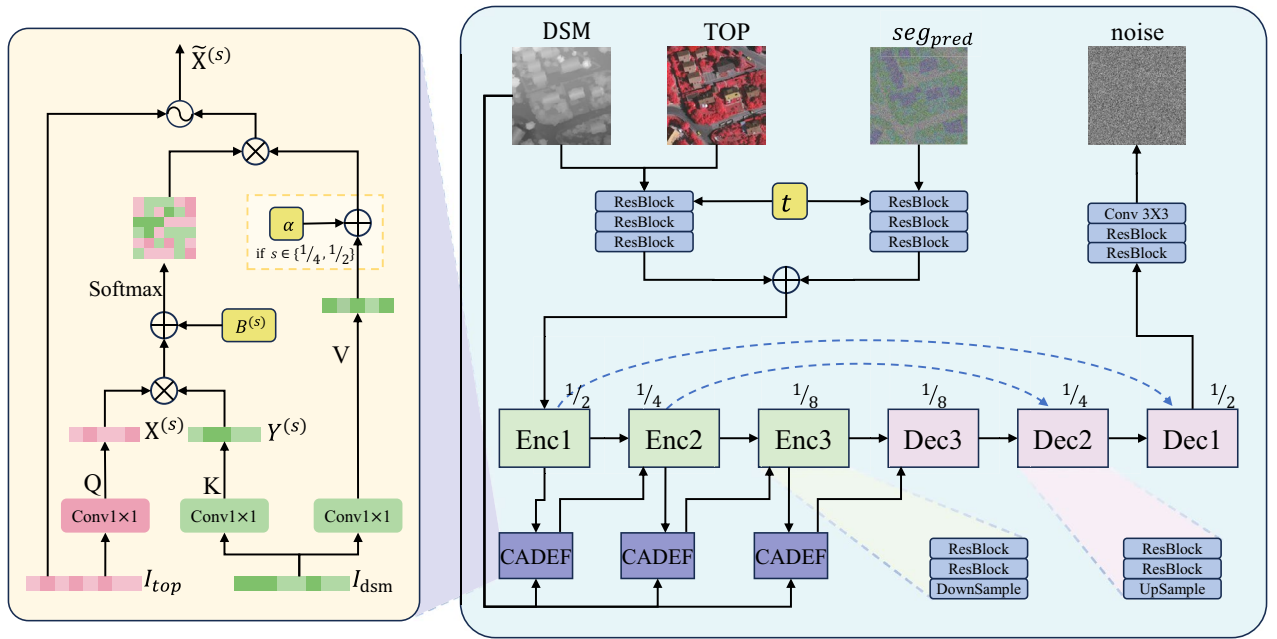 X̃⁽ˢ⁾
α
if s ∈ {1/4, 1/2}
Softmax
B⁽ˢ⁾
V
X⁽ˢ⁾
Y⁽ˢ⁾
Q
K
Conv1×1
Conv1×1
Conv1×1
I_top
I_dsm
DSM
TOP
seg_pred
noise
ResBlock
ResBlock
ResBlock
t
ResBlock
ResBlock
ResBlock
Conv 3X3
ResBlock
ResBlock
1/2
1/4
1/8
1/8
1/4
1/2
Enc1
Enc2
Enc3
Dec3
Dec2
Dec1
CADEF
CADEF
CADEF
ResBlock
ResBlock
DownSample
ResBlock
ResBlock
UpSample